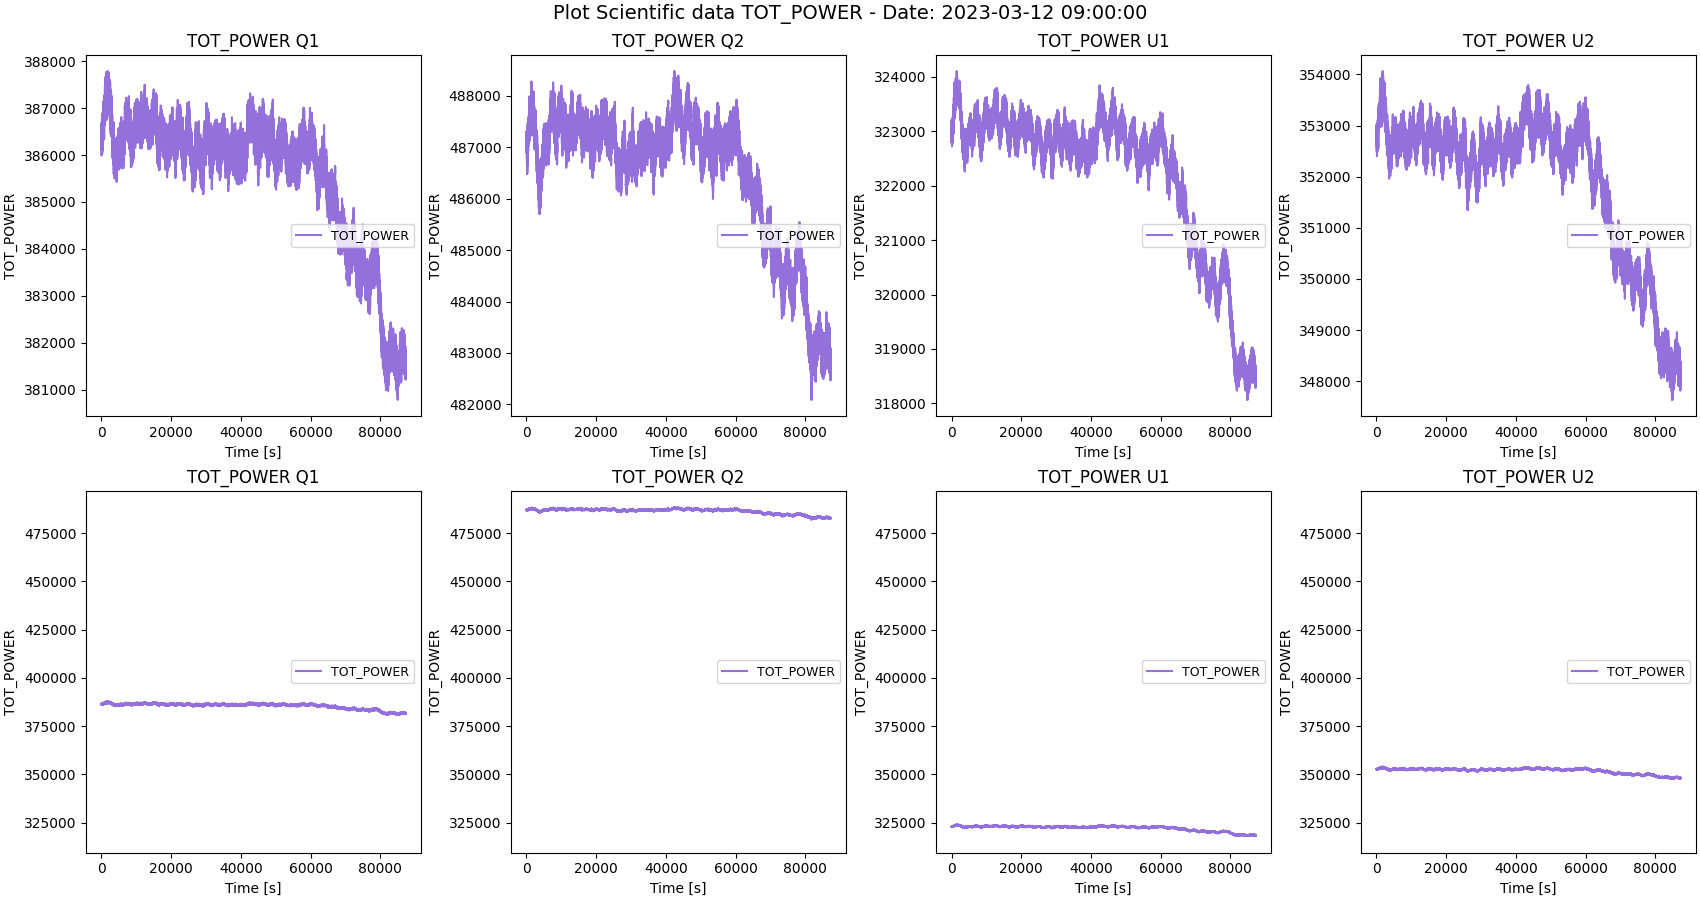 Plot Scientific data TOT_POWER - Date: 2023-03-12 09:00:00
TOT_POWER Q1
TOT_POWER
388000
387000
386000
385000
384000
383000
382000
381000
TOT_POWER
0 20000 40000 60000 80000
Time [s]
TOT_POWER Q2
TOT_POWER
488000
487000
486000
485000
484000
483000
482000
TOT_POWER
0 20000 40000 60000 80000
Time [s]
TOT_POWER U1
TOT_POWER
324000
323000
322000
321000
320000
319000
318000
TOT_POWER
0 20000 40000 60000 80000
Time [s]
TOT_POWER U2
TOT_POWER
354000
353000
352000
351000
350000
349000
348000
TOT_POWER
0 20000 40000 60000 80000
Time [s]
TOT_POWER Q1
TOT_POWER
475000
450000
425000
400000
375000
350000
325000
TOT_POWER
0 20000 40000 60000 80000
Time [s]
TOT_POWER Q2
TOT_POWER
475000
450000
425000
400000
375000
350000
325000
TOT_POWER
0 20000 40000 60000 80000
Time [s]
TOT_POWER U1
TOT_POWER
475000
450000
425000
400000
375000
350000
325000
TOT_POWER
0 20000 40000 60000 80000
Time [s]
TOT_POWER U2
TOT_POWER
475000
450000
425000
400000
375000
350000
325000
TOT_POWER
0 20000 40000 60000 80000
Time [s]